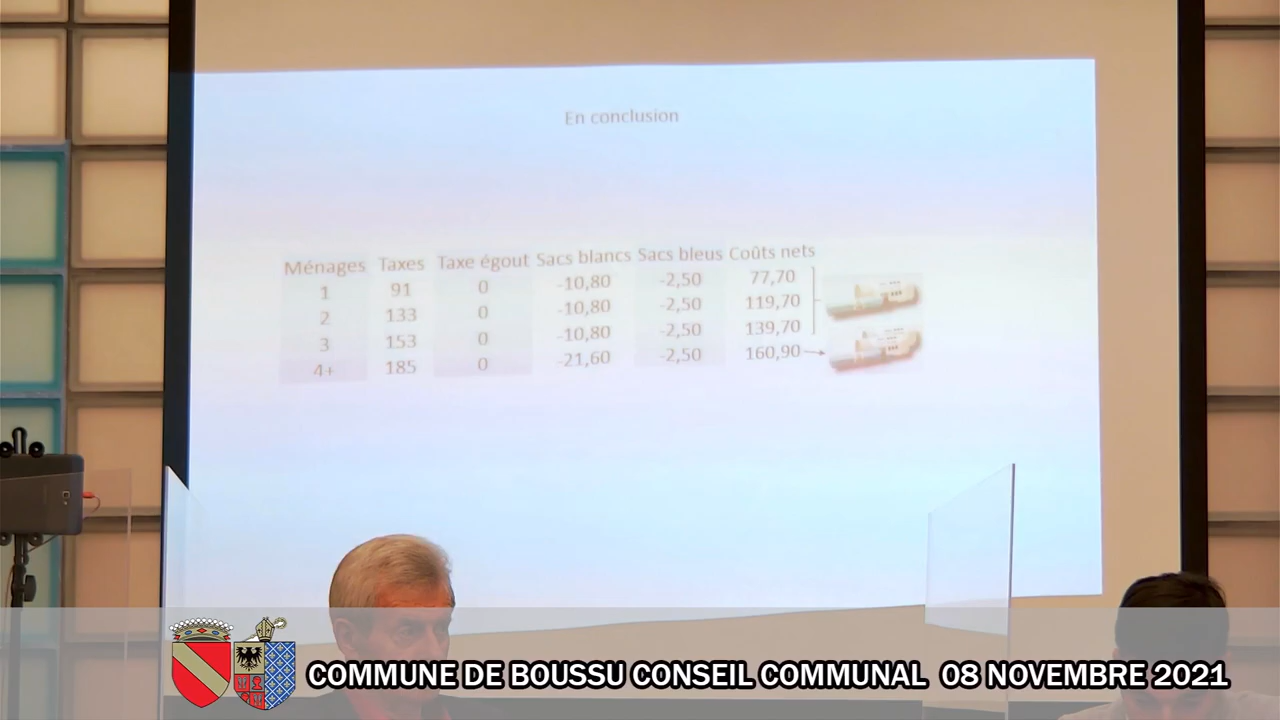 En conclusion
Ménages Taxes Taxe égout Sacs blancs Sacs bleus Coûts nets
1 91 0 -10,80 -2,50 77,70
2 133 0 -10,80 -2,50 119,70
3 153 0 -10,80 -2,50 139,70
4+ 185 0 -21,60 -2,50 160,90
COMMUNE DE BOUSSU CONSEIL COMMUNAL 08 NOVEMBRE 2021